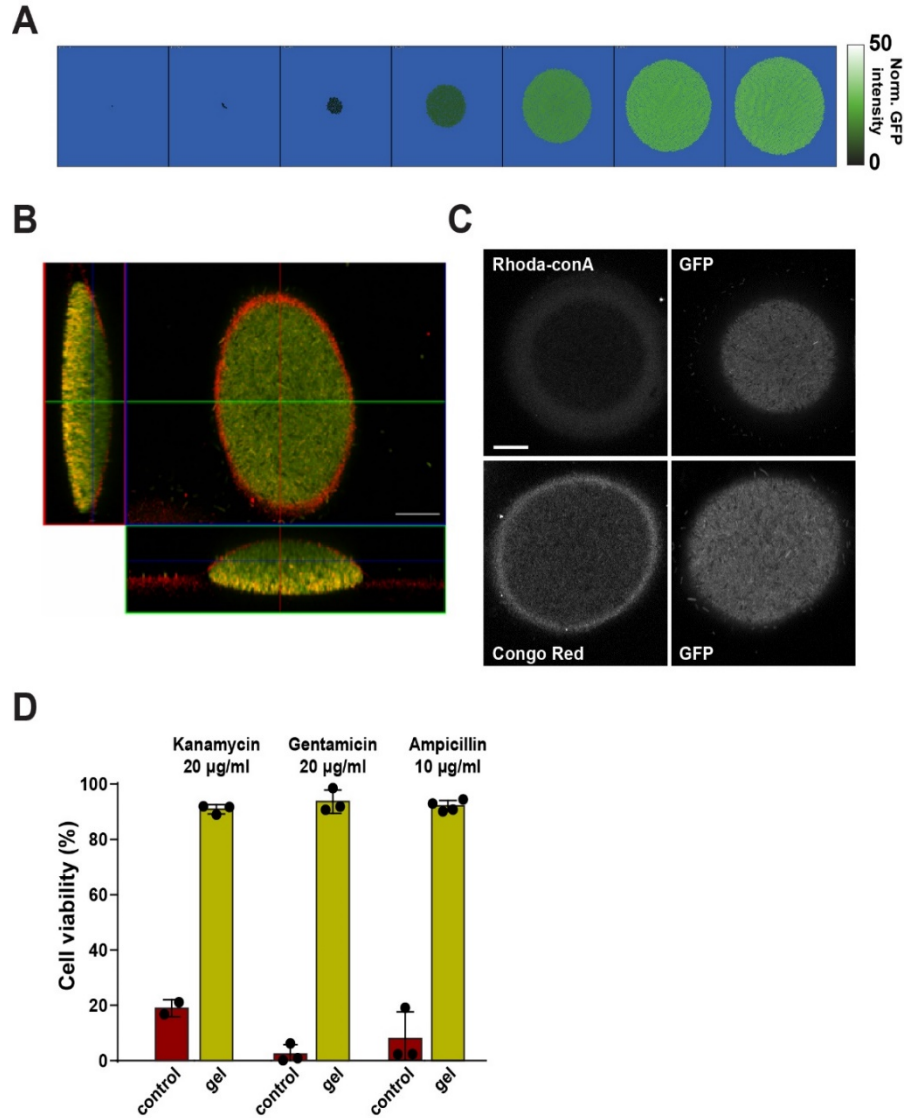 A
50
Norm. GFP
intensity
0
B
C
Rhoda-conA
GFP
Congo Red
GFP
D
Kanamycin
20 µg/ml
Gentamicin
20 µg/ml
Ampicillin
10 µg/ml
Cell viability (%)
100
80
60
40
20
0
control
gel
control
gel
control
gel